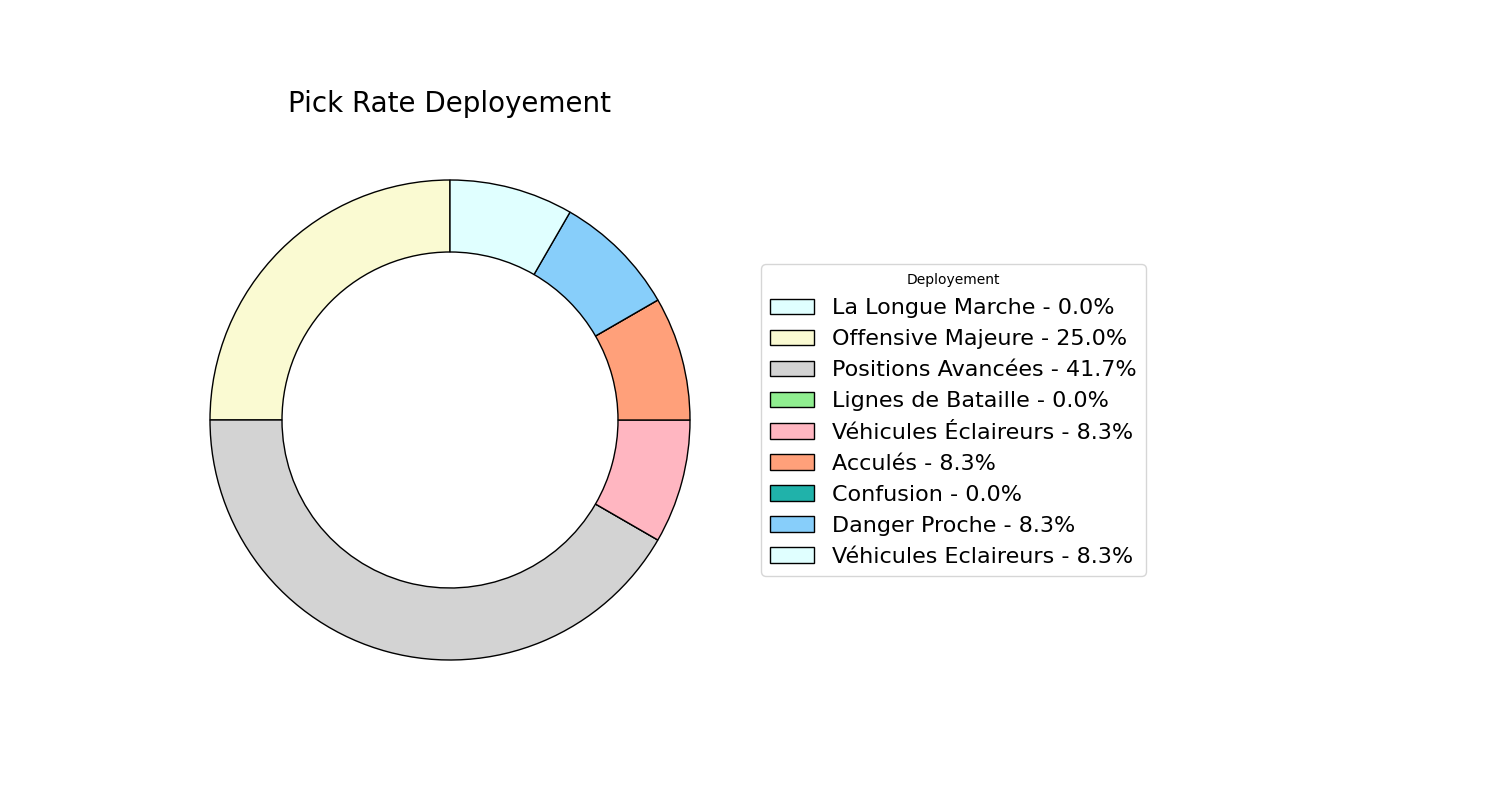 Pick Rate Deployement
Deployement
La Longue Marche - 0.0%
Offensive Majeure - 25.0%
Positions Avancées - 41.7%
Lignes de Bataille - 0.0%
Véhicules Éclaireurs - 8.3%
Acculés - 8.3%
Confusion - 0.0%
Danger Proche - 8.3%
Véhicules Eclaireurs - 8.3%